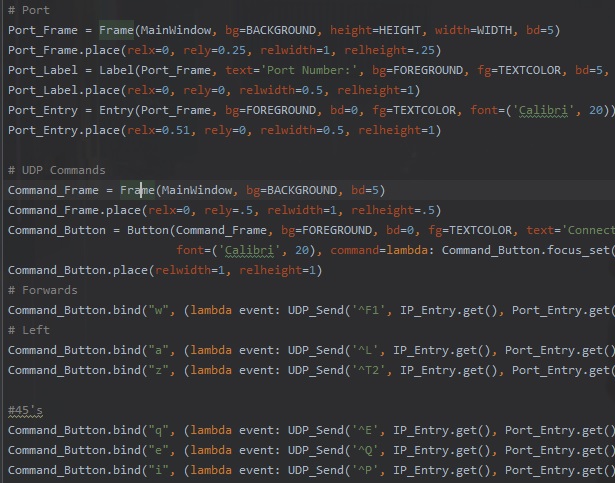 # Port
Port_Frame = Frame(MainWindow, bg=BACKGROUND, height=HEIGHT, width=WIDTH, bd=5)
Port_Frame.place(relx=0, rely=0.25, relwidth=1, relheight=.25)
Port_Label = Label(Port_Frame, text='Port Number:', bg=FOREGROUND, fg=TEXTCOLOR, bd=5,
Port_Label.place(relx=0, rely=0, relwidth=0.5, relheight=1)
Port_Entry = Entry(Port_Frame, bg=FOREGROUND, bd=0, fg=TEXTCOLOR, font=('Calibri', 20))
Port_Entry.place(relx=0.51, rely=0, relwidth=0.5, relheight=1)
# UDP Commands
Command_Frame = Frame(MainWindow, bg=BACKGROUND, bd=5)
Command_Frame.place(relx=0, rely=.5, relwidth=1, relheight=.5)
Command_Button = Button(Command_Frame, bg=FOREGROUND, bd=0, fg=TEXTCOLOR, text='Connect
font=('Calibri', 20), command=lambda: Command_Button.focus_set(
Command_Button.place(relwidth=1, relheight=1)
# Forwards
Command_Button.bind("w", (lambda event: UDP_Send('^F1', IP_Entry.get(), Port_Entry.get(
# Left
Command_Button.bind("a", (lambda event: UDP_Send('^L', IP_Entry.get(), Port_Entry.get()
Command_Button.bind("z", (lambda event: UDP_Send('^T2', IP_Entry.get(), Port_Entry.get(
#45's
Command_Button.bind("q", (lambda event: UDP_Send('^E', IP_Entry.get(), Port_Entry.get()
Command_Button.bind("e", (lambda event: UDP_Send('^Q', IP_Entry.get(), Port_Entry.get()
Command_Button.bind("i", (lambda event: UDP_Send('^P', IP_Entry.get(), Port_Entry.get()